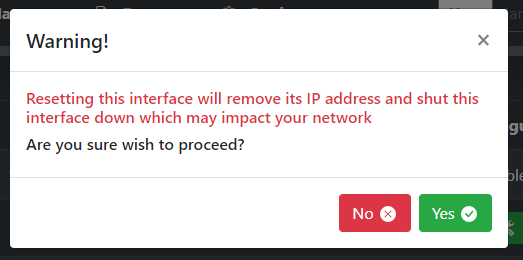 Warning!
×
Resetting this interface will remove its IP address and shut this
interface down which may impact your network
Are you sure wish to proceed?
No
Yes